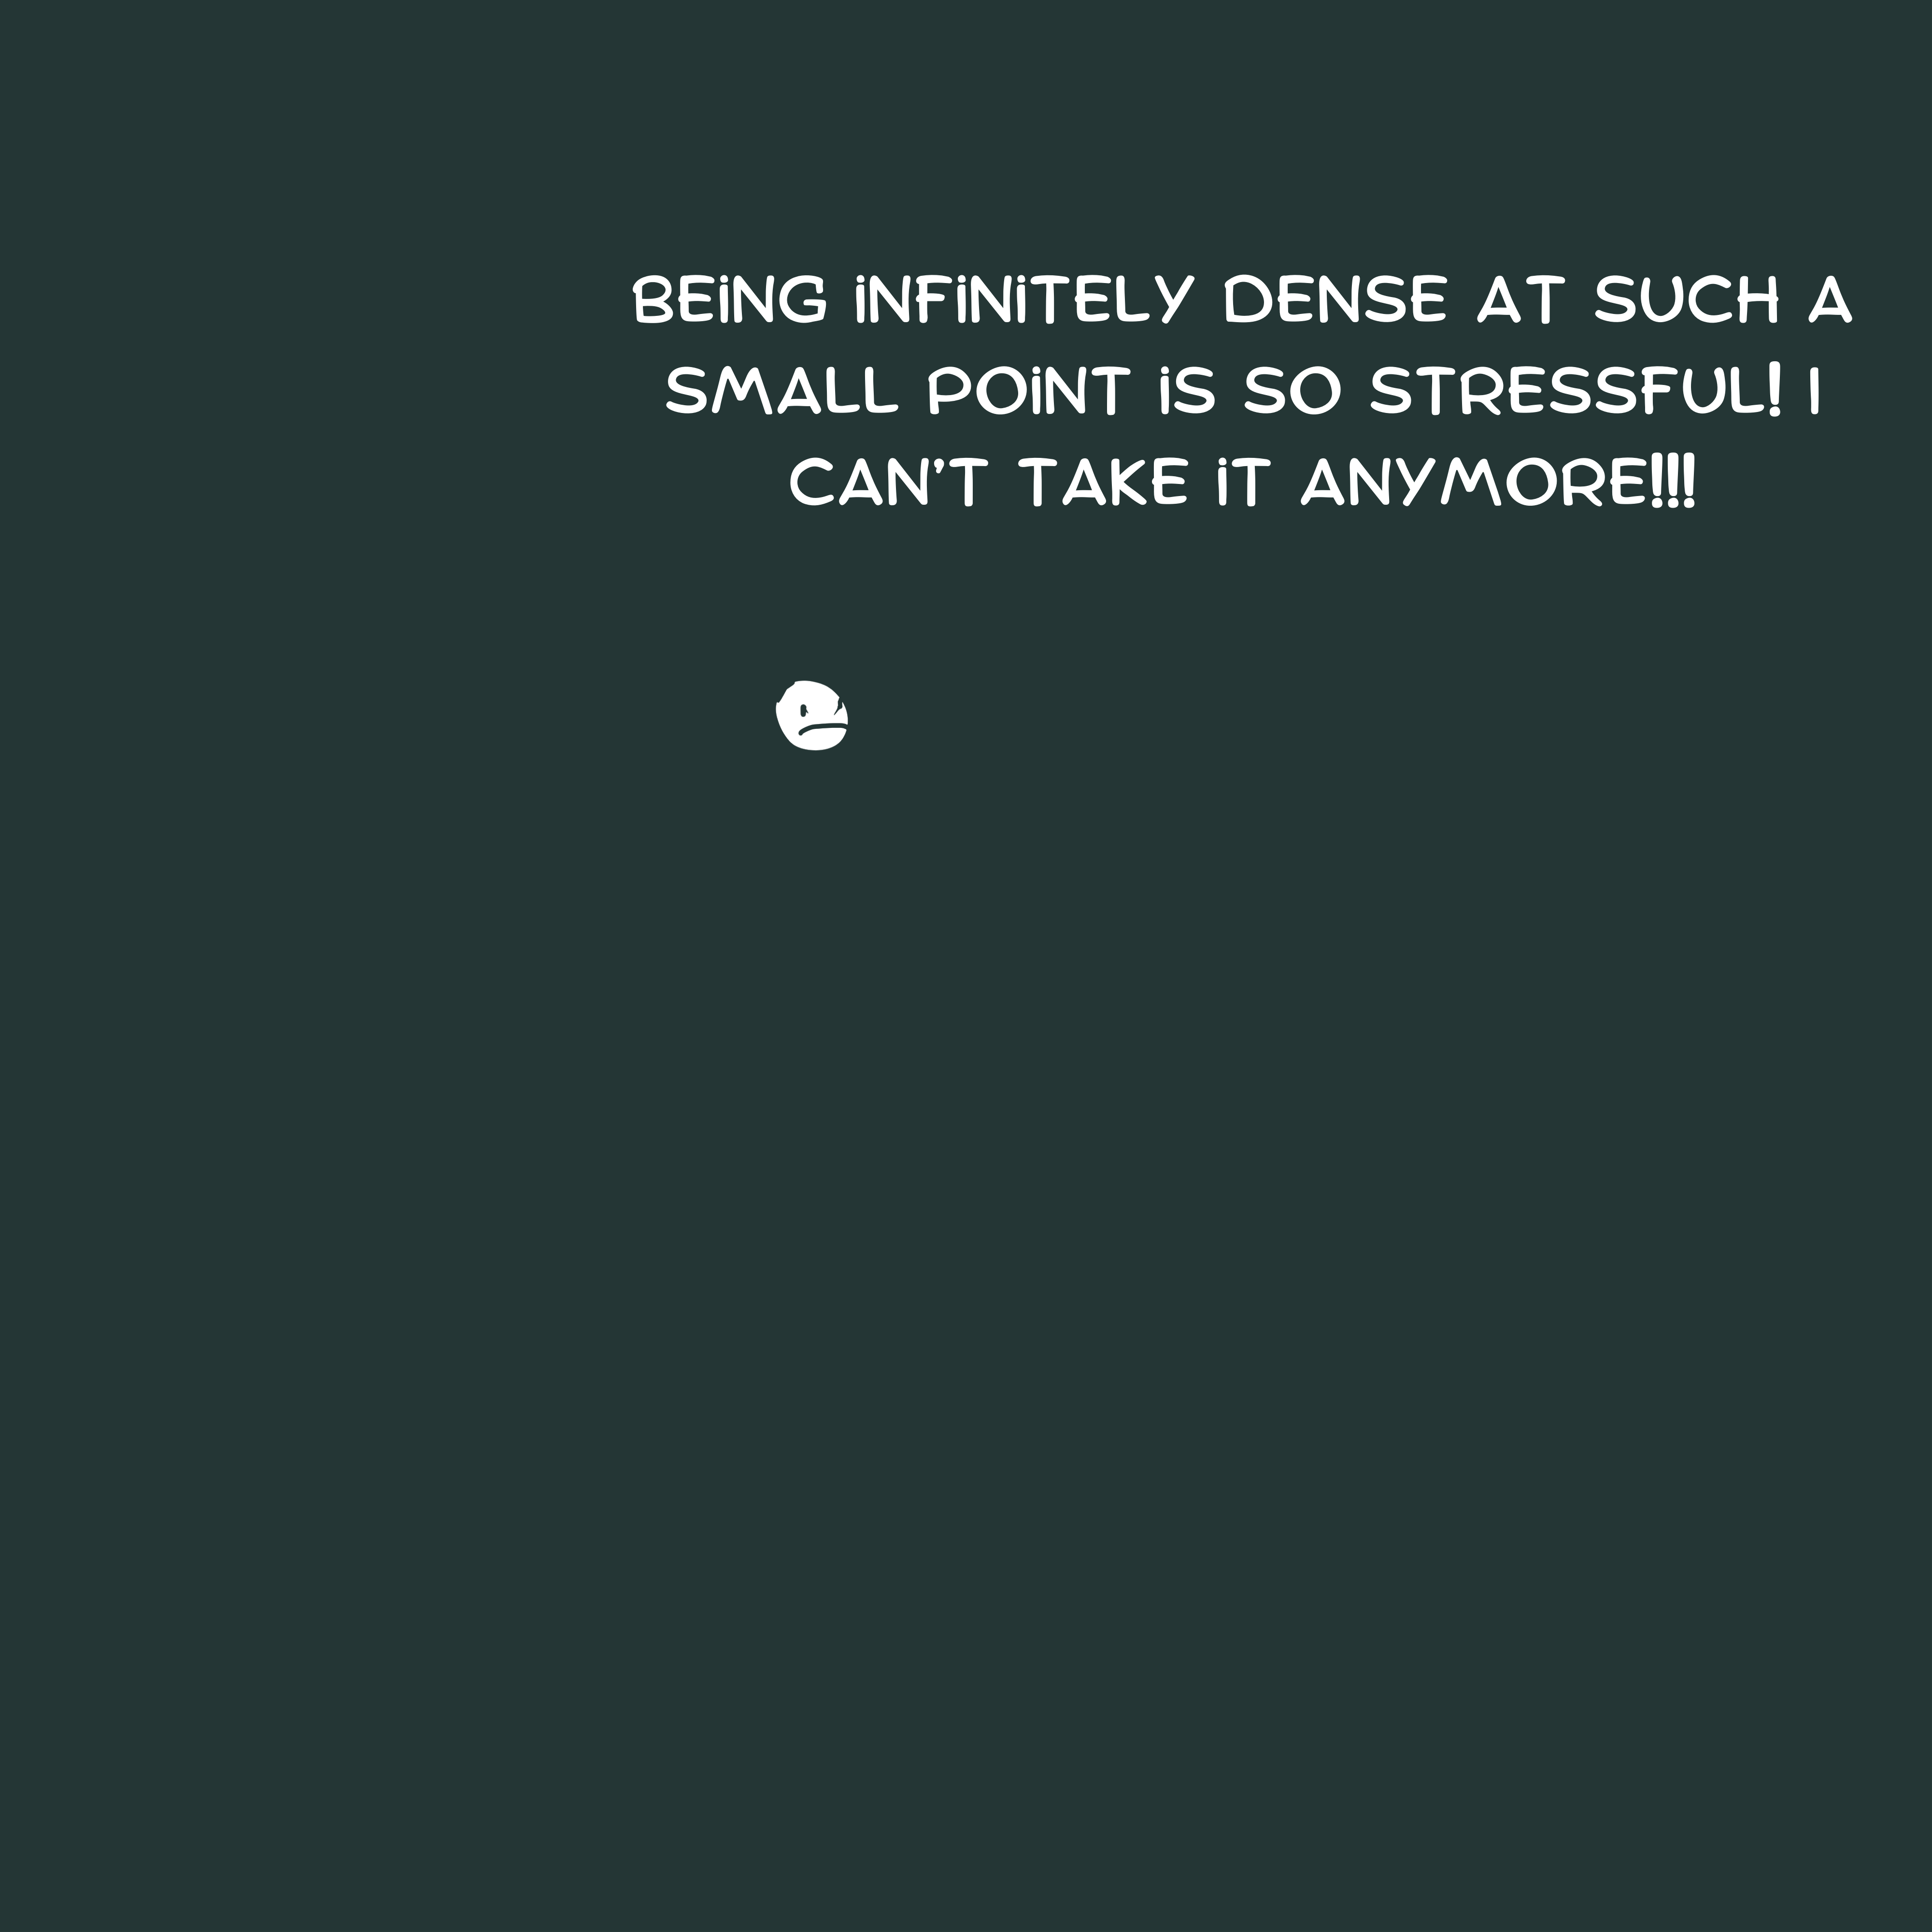 BEiNG iNFiNiTELY DENSE AT SUCH A
SMALL POiNT iS SO STRESSFUL! I
CAN'T TAKE iT ANYMORE!!!